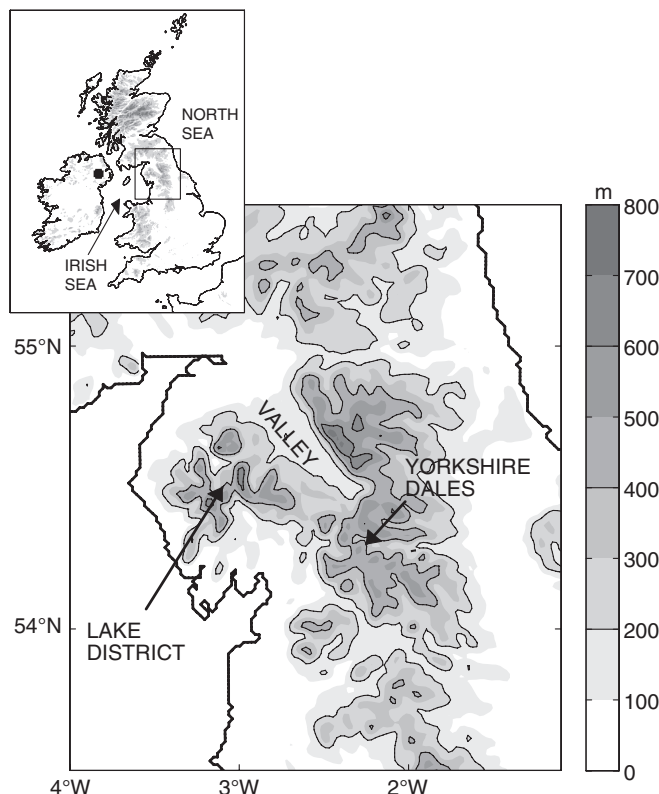 NORTH
SEA
IRISH
SEA
m
800
700
600
500
400
300
200
100
0
55°N
54°N
VALLEY
YORKSHIRE
DALES
LAKE
DISTRICT
4°W
3°W
2°W